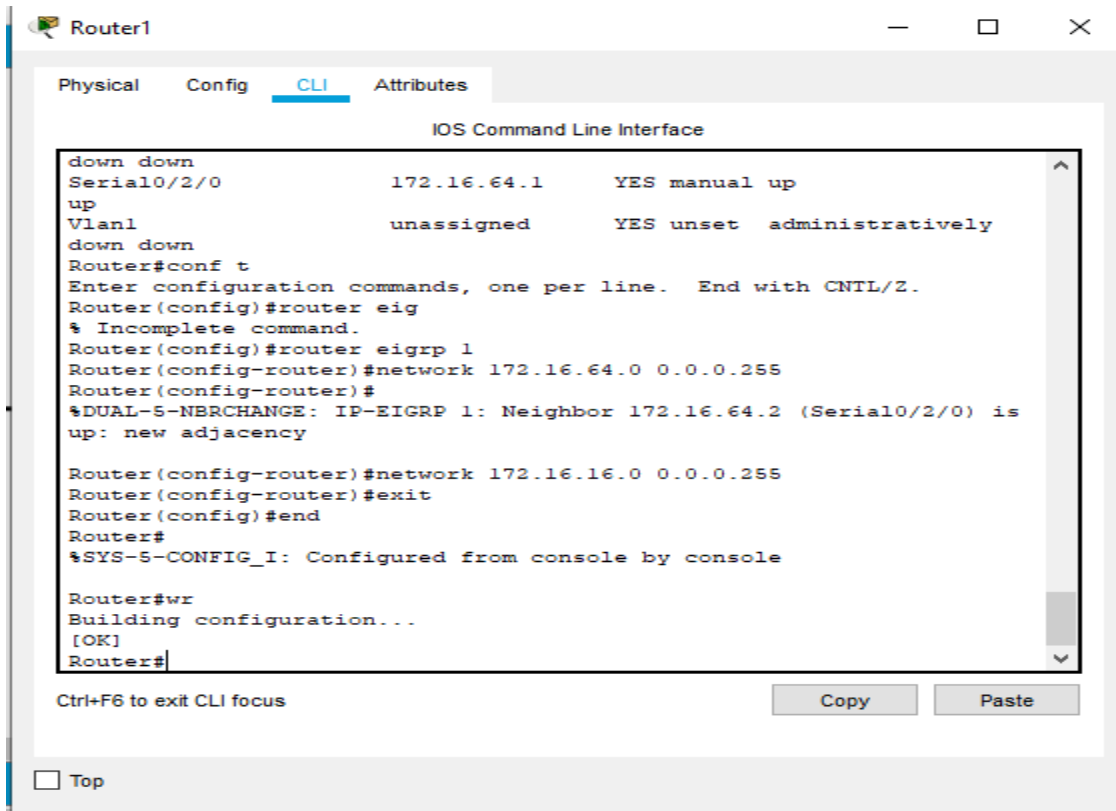 Router1
Physical Config CLI Attributes
IOS Command Line Interface
down down
Serial0/2/0 172.16.64.1 YES manual up
up
Vlan1 unassigned YES unset administratively
down down
Router#conf t
Enter configuration commands, one per line. End with CNTL/Z.
Router(config)#router eig
% Incomplete command.
Router(config)#router eigrp 1
Router(config-router)#network 172.16.64.0 0.0.0.255
Router(config-router)#
%DUAL-5-NBRCHANGE: IP-EIGRP 1: Neighbor 172.16.64.2 (Serial0/2/0) is
up: new adjacency
Router(config-router)#network 172.16.16.0 0.0.0.255
Router(config-router)#exit
Router(config)#end
Router#
%SYS-5-CONFIG_I: Configured from console by console
Router#wr
Building configuration...
[OK]
Router#
Ctrl+F6 to exit CLI focus Copy Paste
Top